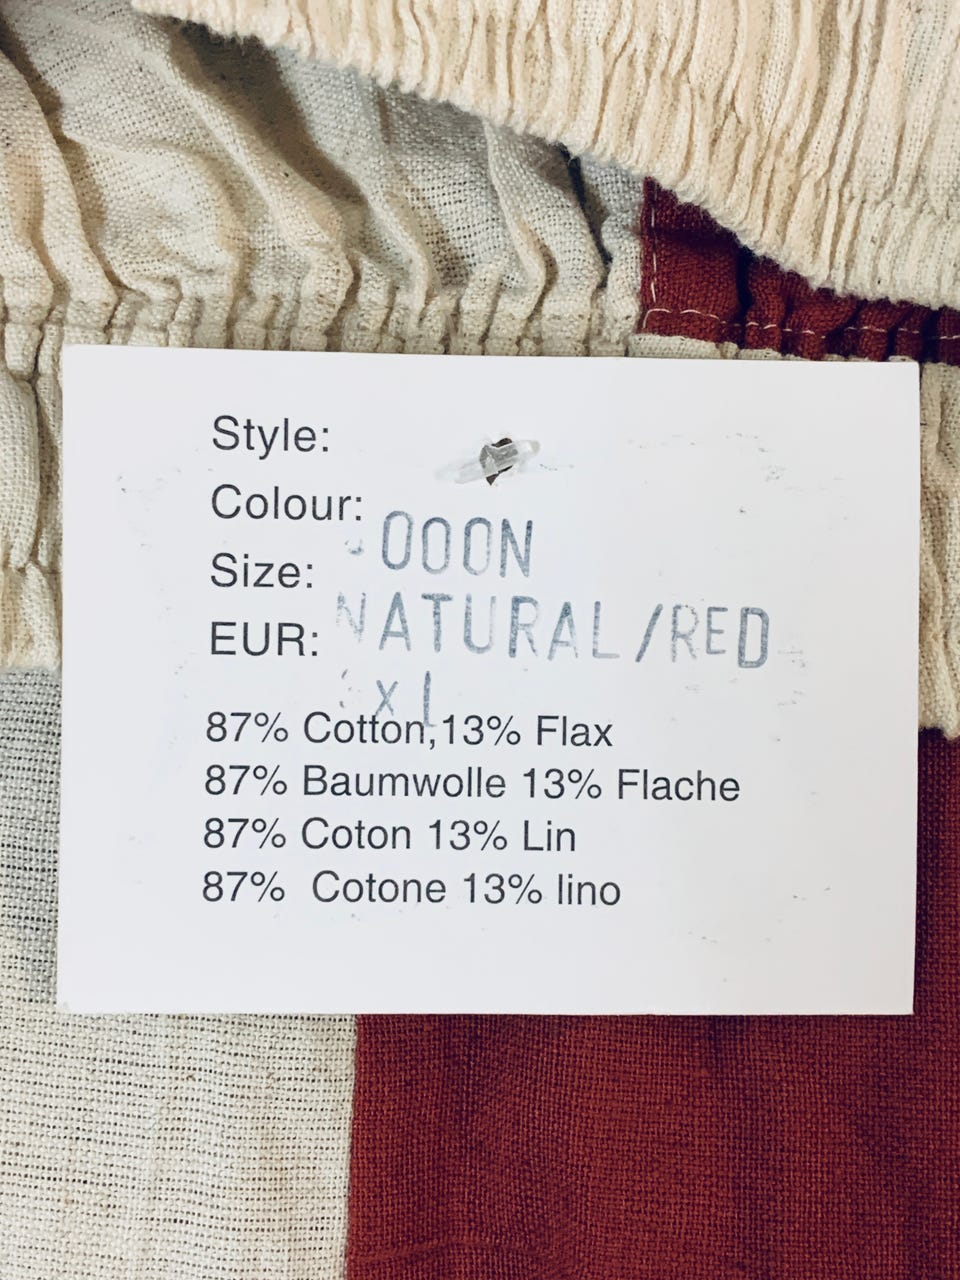 Style:
Colour:
OOON
Size:
NATURAL/RED
EUR:
XL
87% Cotton,13% Flax
87% Baumwolle 13% Flache
87% Coton 13% Lin
87% Cotone 13% lino